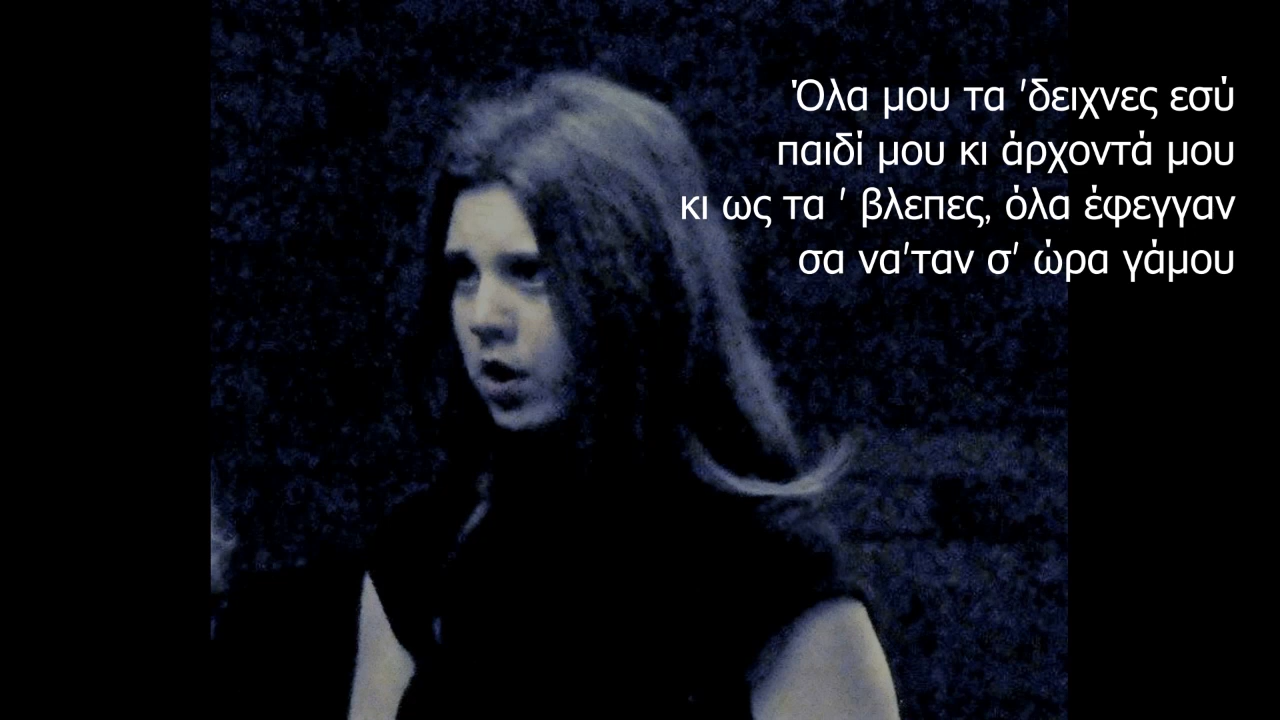 Όλα μου τα 'δειχνες εσύ
παιδί μου κι άρχοντά μου
κι ως τα ' βλεπες, όλα έφεγγαν
σα να'ταν σ' ώρα γάμου